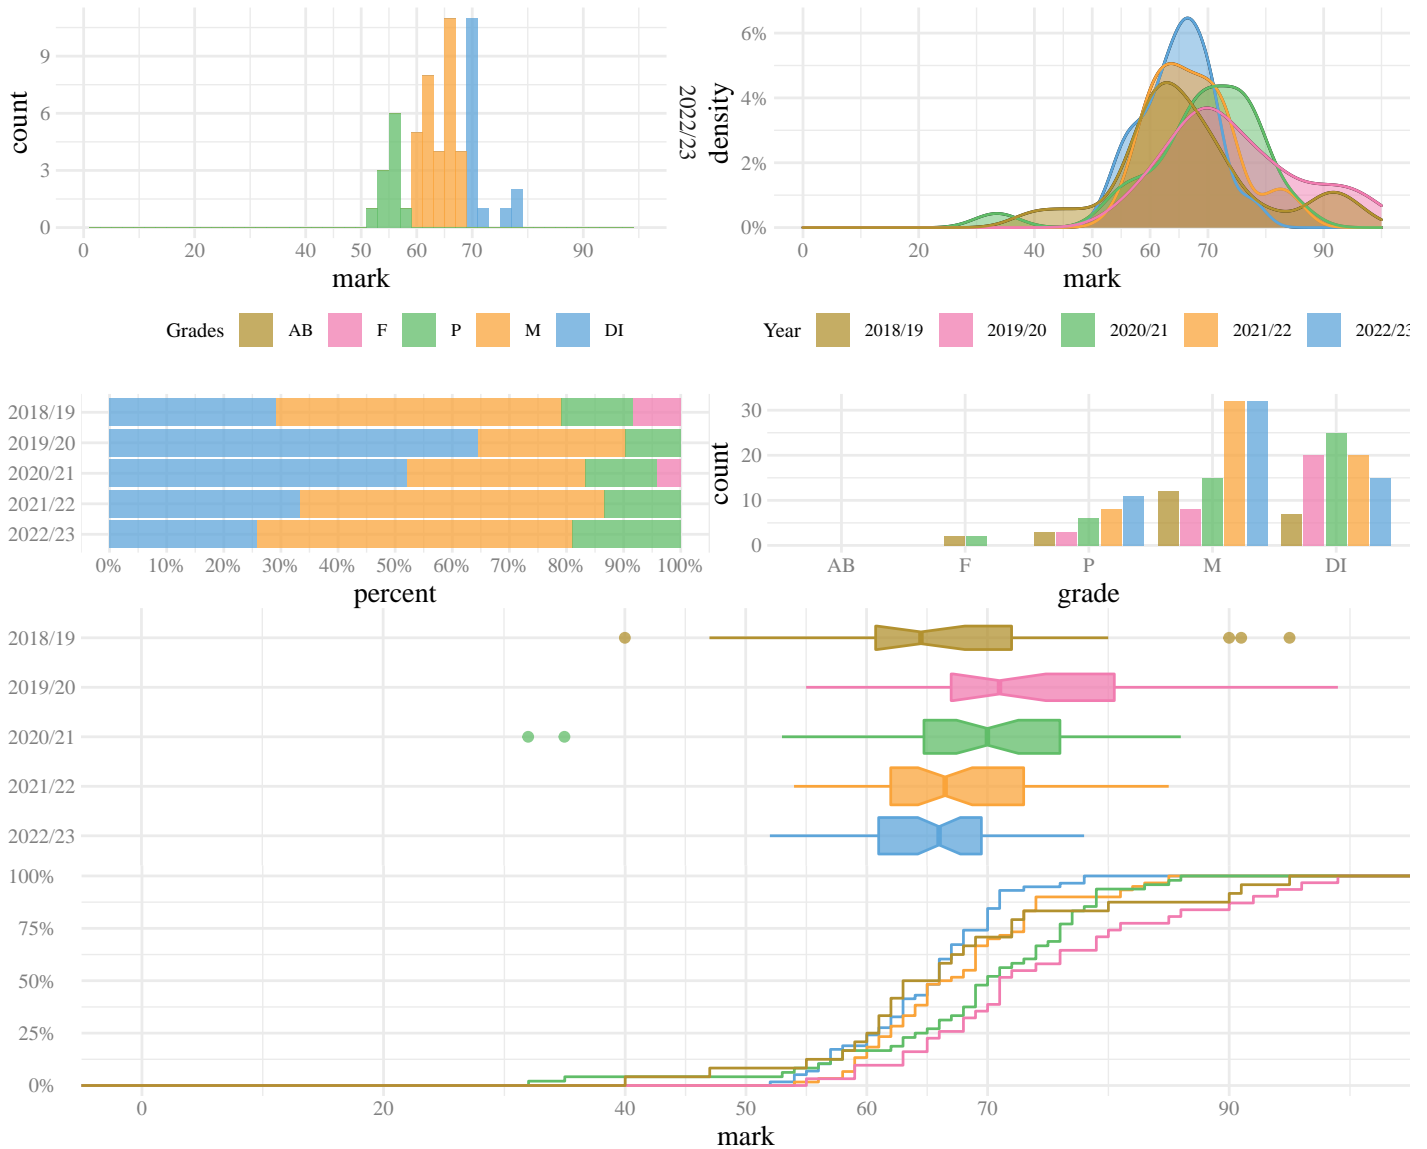 9
6
3
0
count
0 20 40 50 60 70 90
mark
2022/23
6%
4%
2%
0%
density
0 20 40 50 60 70 90
mark
Grades AB F P M DI
Year 2018/19 2019/20 2020/21 2021/22 2022/23
2018/19
2019/20
2020/21
2021/22
2022/23
0% 10% 20% 30% 40% 50% 60% 70% 80% 90% 100%
percent
30
20
10
0
count
AB F P M DI
grade
2018/19
2019/20
2020/21
2021/22
2022/23
100%
75%
50%
25%
0%
0 20 40 50 60 70 90
mark